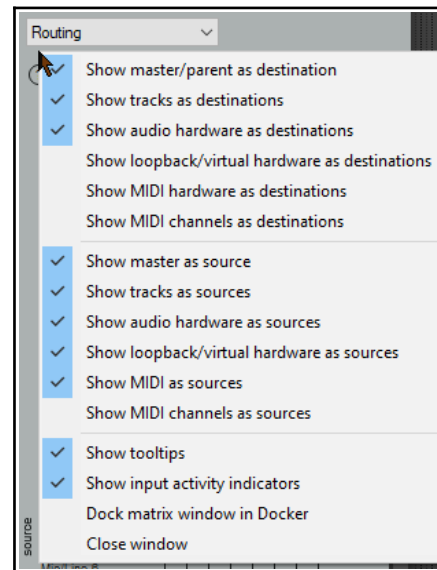 Routing
Show master/parent as destination
Show tracks as destinations
Show audio hardware as destinations
Show loopback/virtual hardware as destinations
Show MIDI hardware as destinations
Show MIDI channels as destinations
Show master as source
Show tracks as sources
Show audio hardware as sources
Show loopback/virtual hardware as sources
Show MIDI as sources
Show MIDI channels as sources
Show tooltips
Show input activity indicators
Dock matrix window in Docker
Close window
source